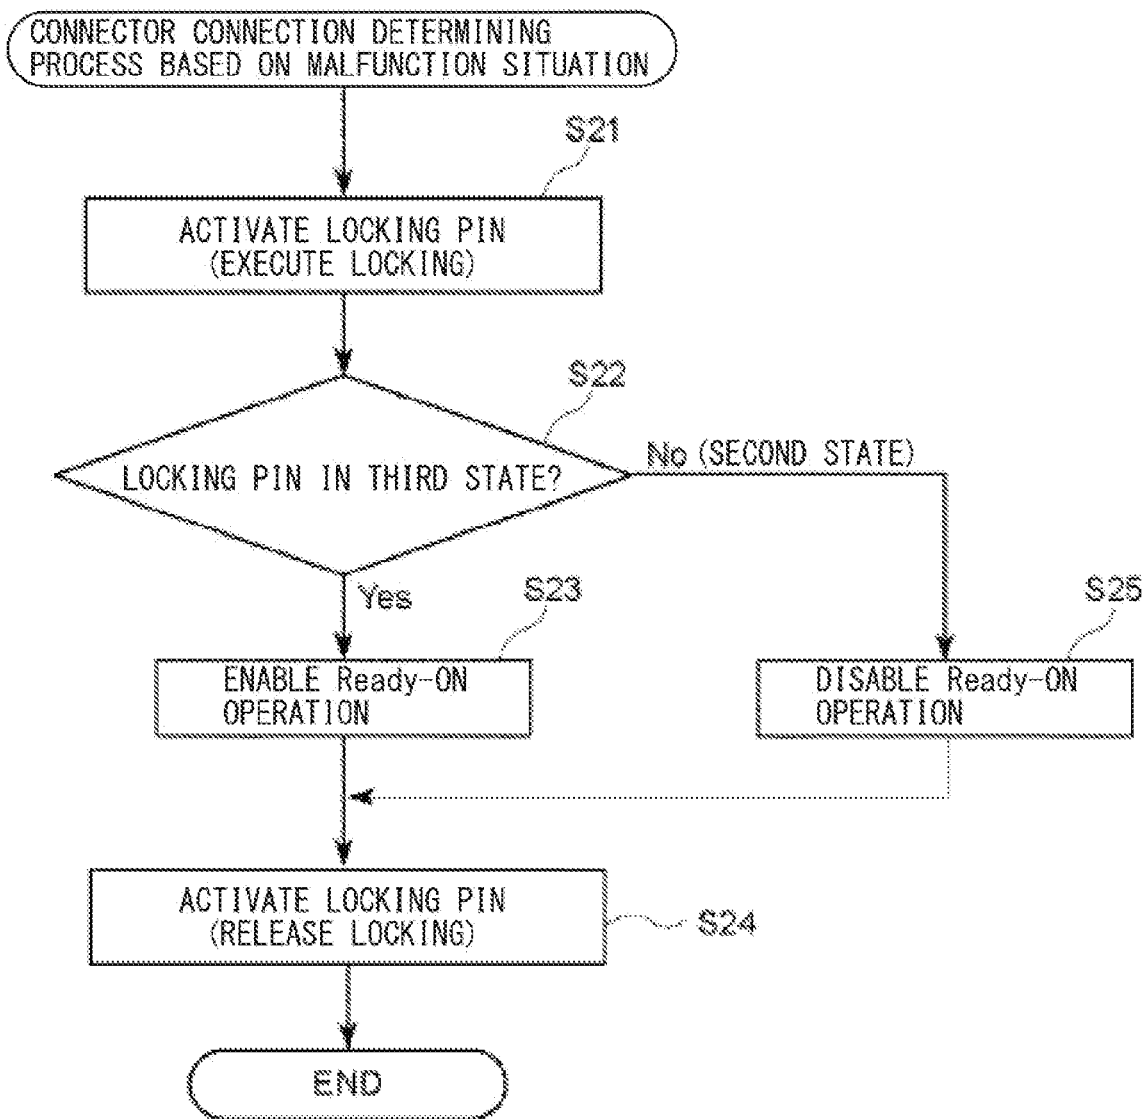 CONNECTOR CONNECTION DETERMINING
PROCESS BASED ON MALFUNCTION SITUATION
S21
ACTIVATE LOCKING PIN
(EXECUTE LOCKING)
S22
LOCKING PIN IN THIRD STATE?
No (SECOND STATE)
Yes
S23
S25
ENABLE Ready-ON
OPERATION
DISABLE Ready-ON
OPERATION
ACTIVATE LOCKING PIN
(RELEASE LOCKING)
S24
END